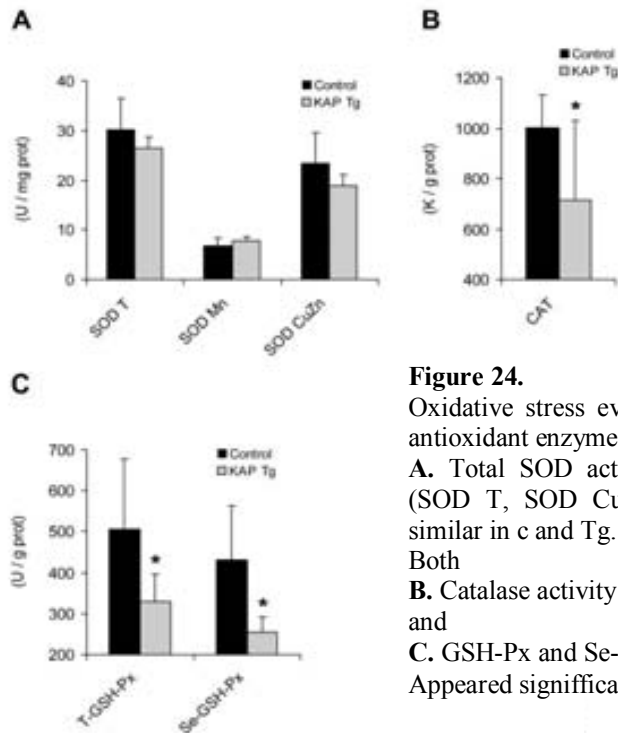 A
B
Control
KAP Tg
40
30
20
10
0
(U / mg prot)
SOD T
SOD Mn
SOD CuZn
Control
KAP Tg
1200
1000
800
600
400
(K / g prot)
*
CAT
C
Control
KAP Tg
700
600
500
400
300
200
(U / g prot)
*
*
T-GSH-Px
Se-GSH-Px
Figure 24.
Oxidative stress ev
antioxidant enzyme
A. Total SOD act
(SOD T, SOD Cu
similar in c and Tg.
Both
B. Catalase activity
and
C. GSH-Px and Se-
Appeared signiffica